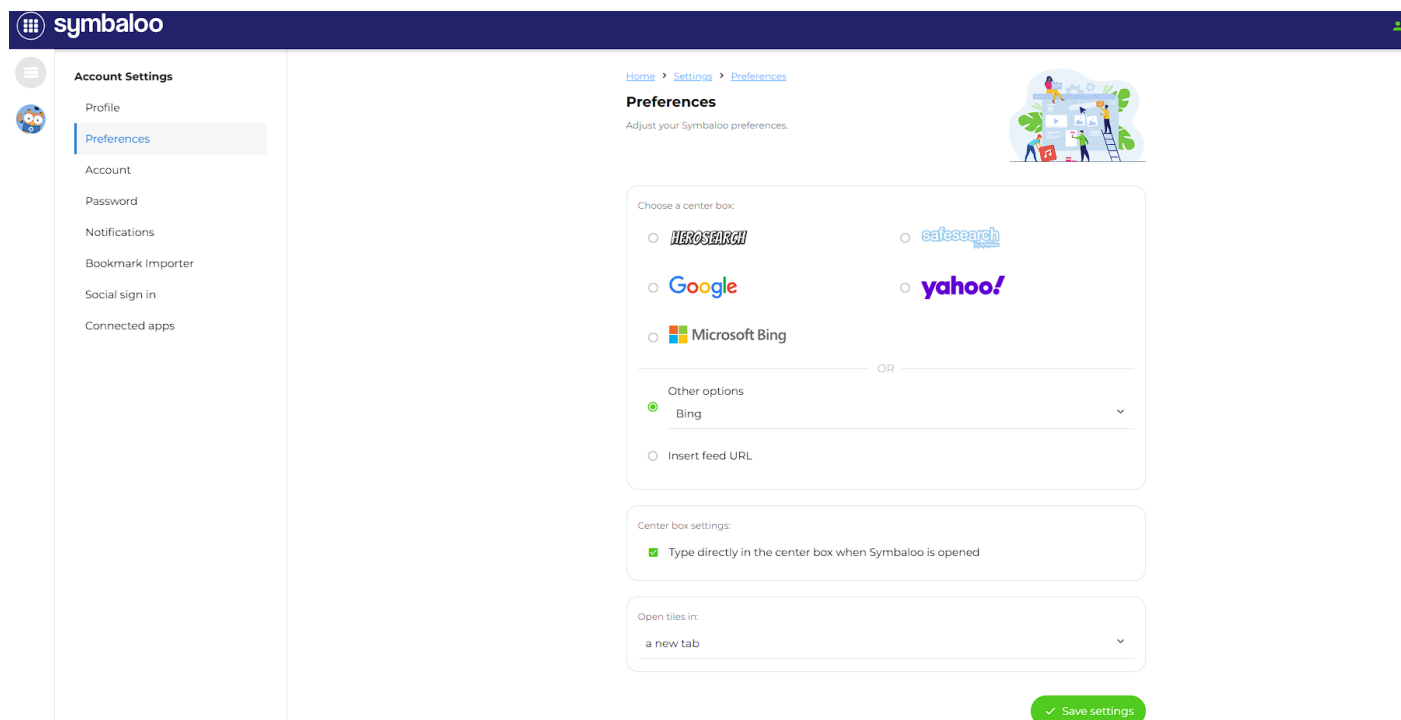 symbaloo
Account Settings
Profile
Preferences
Account
Password
Notifications
Bookmark Importer
Social sign in
Connected apps
Home > Settings > Preferences
Preferences
Adjust your Symbaloo preferences.
Choose a center box:
HEROSEARCH
safesearch
Google
yahoo!
Microsoft Bing
OR
Other options
Bing
Insert feed URL
Center box settings:
Type directly in the center box when Symbaloo is opened
Open tiles in:
a new tab
Save settings